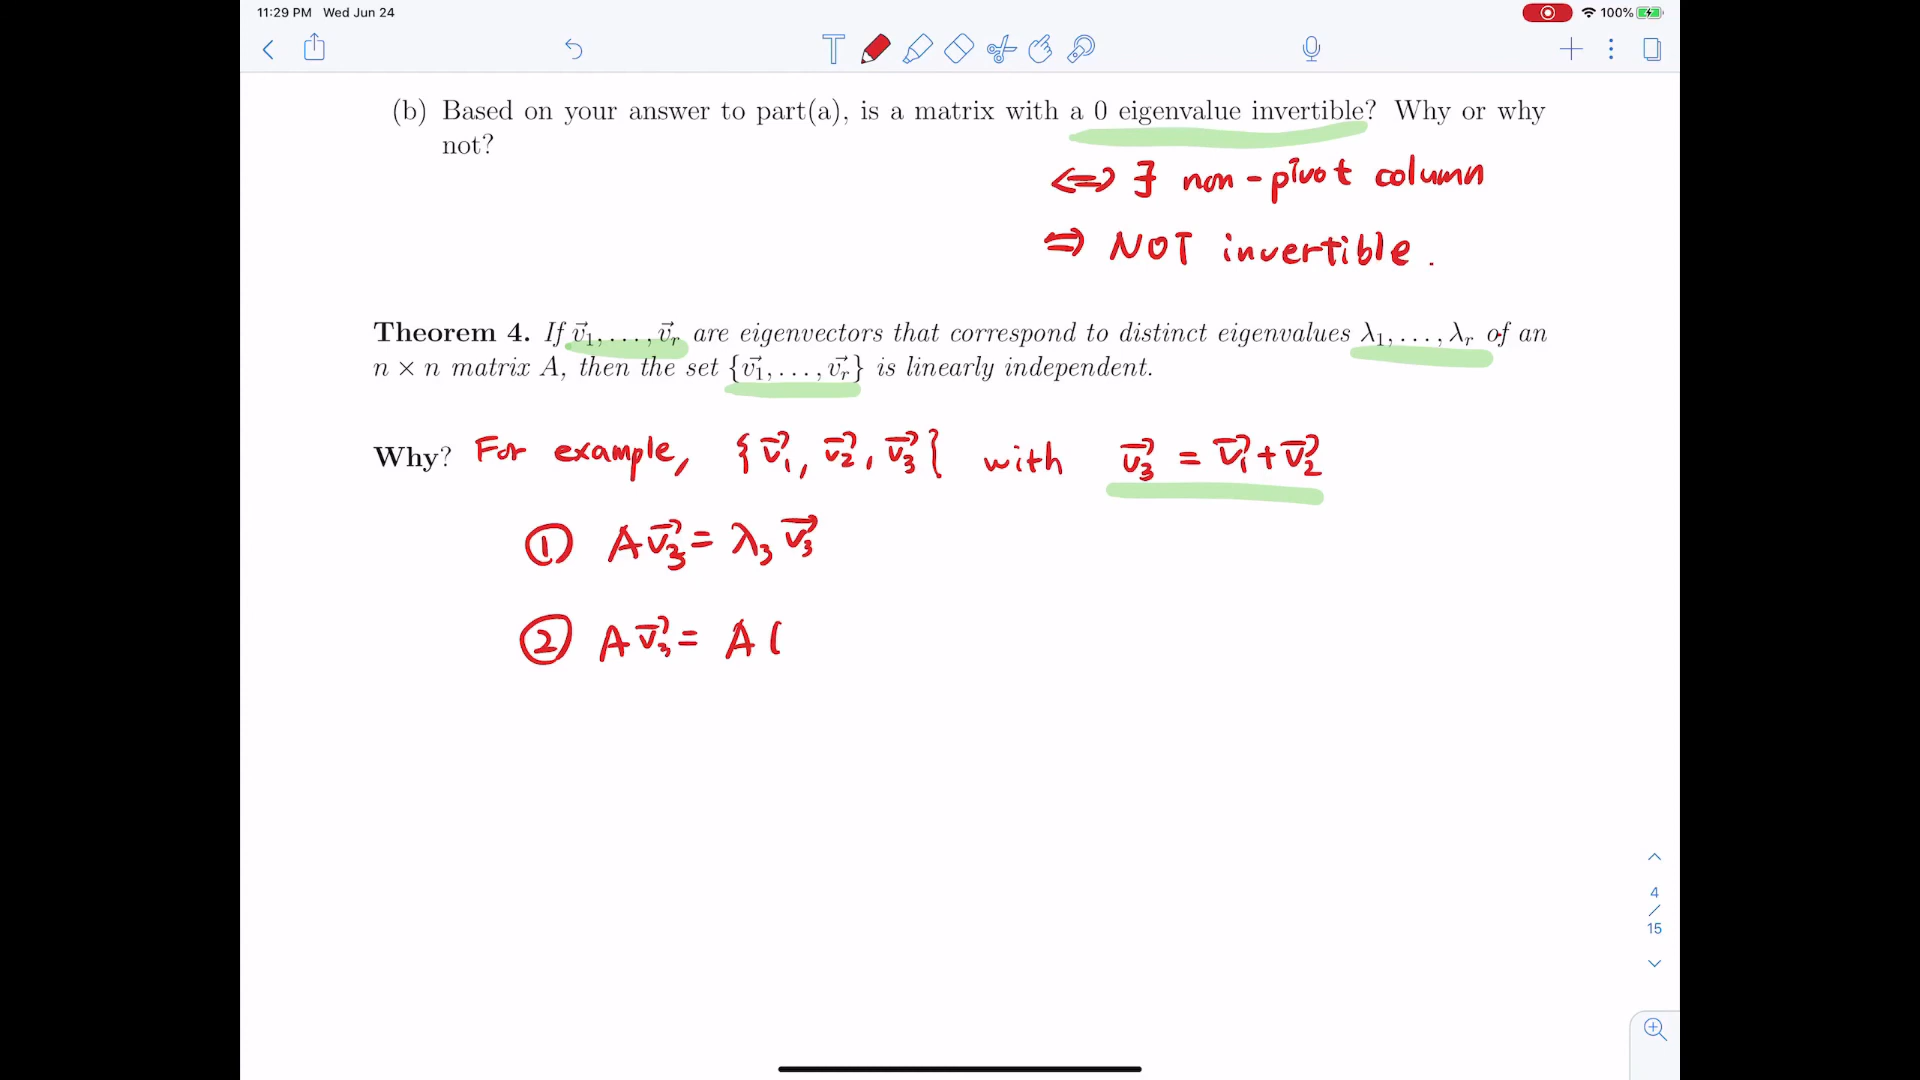 11:29 PM Wed Jun 24
100%
(b) Based on your answer to part(a), is a matrix with a 0 eigenvalue invertible? Why or why
not?
⟺ ∃ non-pivot column
⇒ NOT invertible.
Theorem 4. If v⃗₁, . . . , v⃗ᵣ are eigenvectors that correspond to distinct eigenvalues λ₁, . . . , λᵣ of an
n × n matrix A, then the set {v⃗₁, . . . , v⃗ᵣ} is linearly independent.
Why? For example, {v⃗₁, v⃗₂, v⃗₃} with v⃗₃ = v⃗₁ + v⃗₂
① Av⃗₃ = λ₃ v⃗₃
② Av⃗₃ = A (
4
/
15